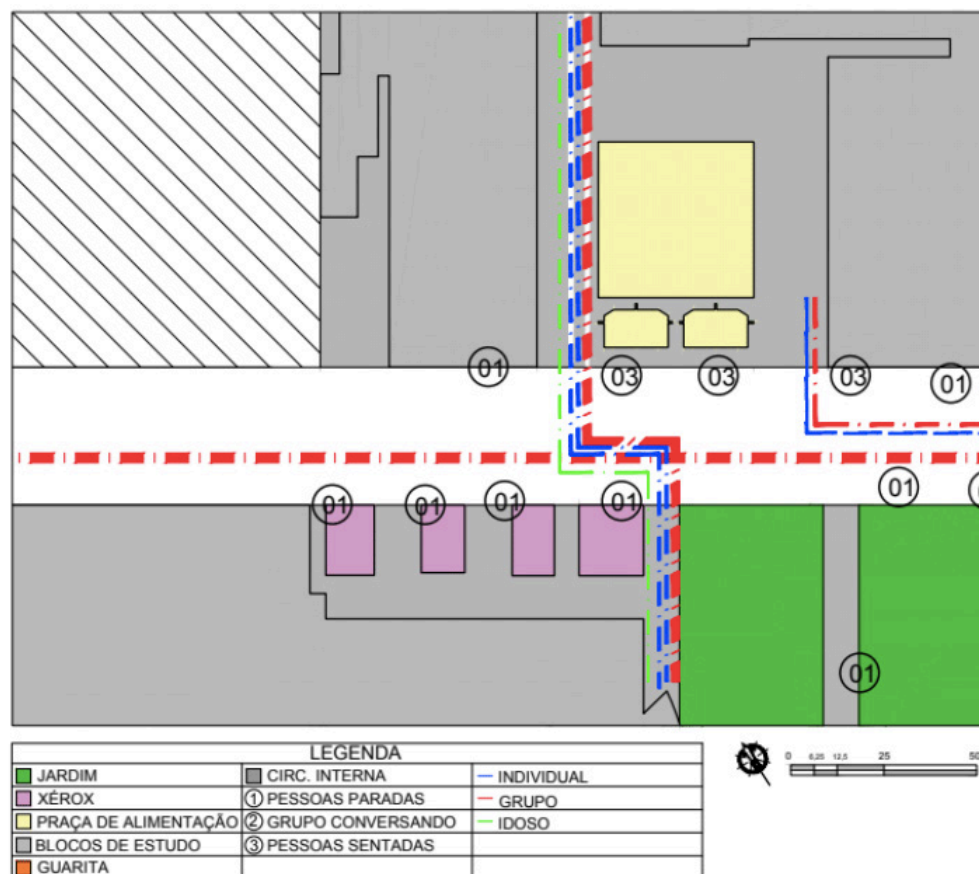 01
03
03
03
01
01
01
01
01
01
01
LEGENDA
JARDIM
CIRC. INTERNA
INDIVIDUAL
XÉROX
1 PESSOAS PARADAS
GRUPO
PRAÇA DE ALIMENTAÇÃO
2 GRUPO CONVERSANDO
IDOSO
BLOCOS DE ESTUDO
3 PESSOAS SENTADAS
GUARITA
0 6,25 12,5 25 50